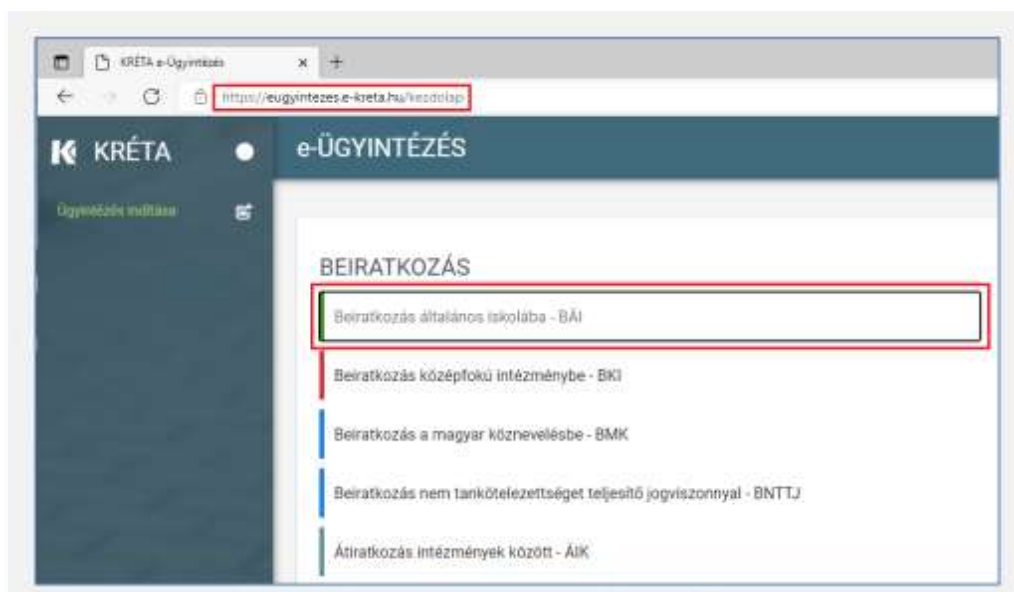 KRÉTA e-Ügyintézés
https://eugyintezes.e-kreta.hu/kezdolap
KRÉTA
e-ÜGYINTÉZÉS
Ügyintézés indítása
BEIRATKOZÁS
Beiratkozás általános iskolába - BÁI
Beiratkozás középfokú intézménybe - BKI
Beiratkozás a magyar köznevelésbe - BMK
Beiratkozás nem tankötelezettséget teljesítő jogviszonnyal - BNTTJ
Átiratkozás intézmények között - ÁIK